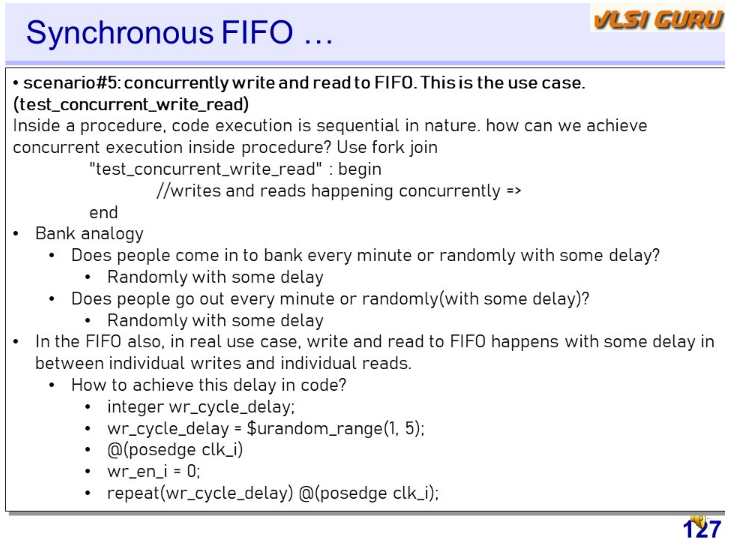 Synchronous FIFO …
VLSI GURU
• scenario#5: concurrently write and read to FIFO. This is the use case.
(test_concurrent_write_read)
Inside a procedure, code execution is sequential in nature. how can we achieve
concurrent execution inside procedure? Use fork join
"test_concurrent_write_read" : begin
//writes and reads happening concurrently =>
end
• Bank analogy
• Does people come in to bank every minute or randomly with some delay?
• Randomly with some delay
• Does people go out every minute or randomly(with some delay)?
• Randomly with some delay
• In the FIFO also, in real use case, write and read to FIFO happens with some delay in
between individual writes and individual reads.
• How to achieve this delay in code?
• integer wr_cycle_delay;
• wr_cycle_delay = $urandom_range(1, 5);
• @(posedge clk_i)
• wr_en_i = 0;
• repeat(wr_cycle_delay) @(posedge clk_i);
127